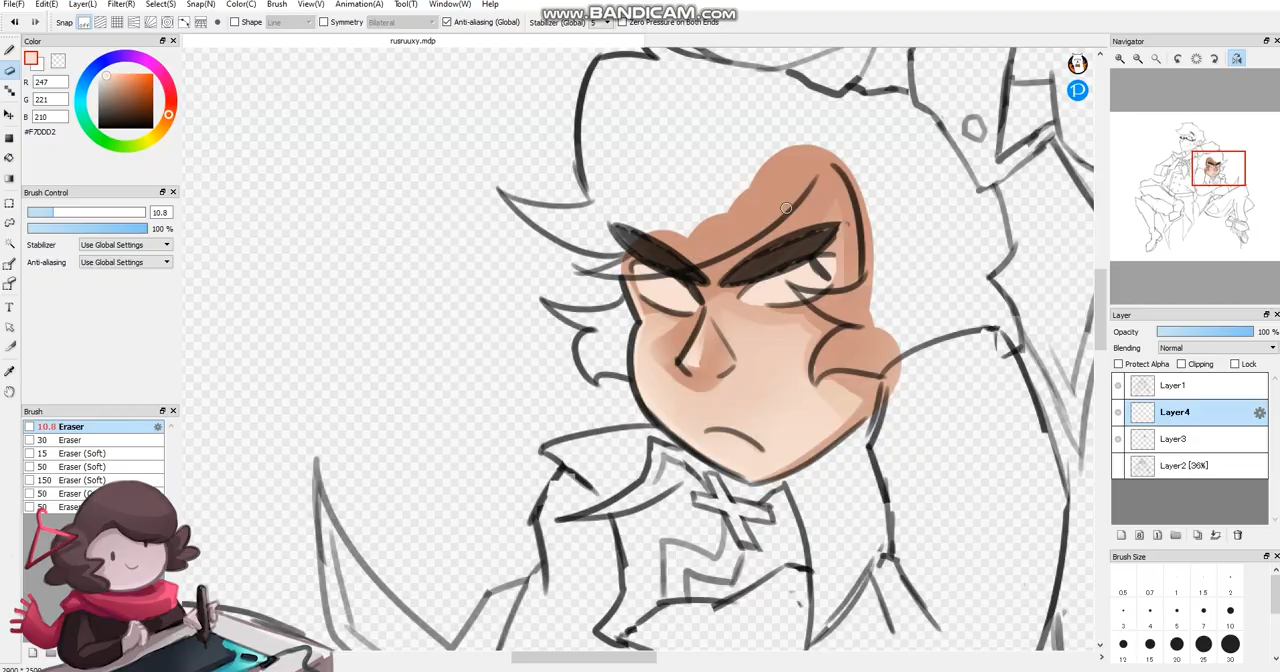 File(F) Edit(E) Layer(L) Filter(R) Select(S) Snap(N) Color(C) Brush View(V) Animation(A) Tool(T) Window(W) Help
www.BANDICAM.com
Snap OFF Shape Line Symmetry Bilateral Anti-aliasing (Global) Stabilizer (Global) 5 Zero Pressure on Both Ends
Color
rusruuxy.mdp
Navigator
R 247
G 221
B 210
#F7DDD2
Brush Control
10.8
100 %
Stabilizer Use Global Settings
Anti-aliasing Use Global Settings
Layer
Opacity 100 %
Blending Normal
Protect Alpha Clipping Lock
Layer1
Layer4
Layer3
Layer2 [36%]
Brush
10.8 Eraser
30 Eraser
15 Eraser (Soft)
50 Eraser (Soft)
150 Eraser (Soft)
50 Eraser
50 Eras
Brush Size
0.5 0.7 1 1.5 2
3 4 5 7 10
12 15 20 25 30